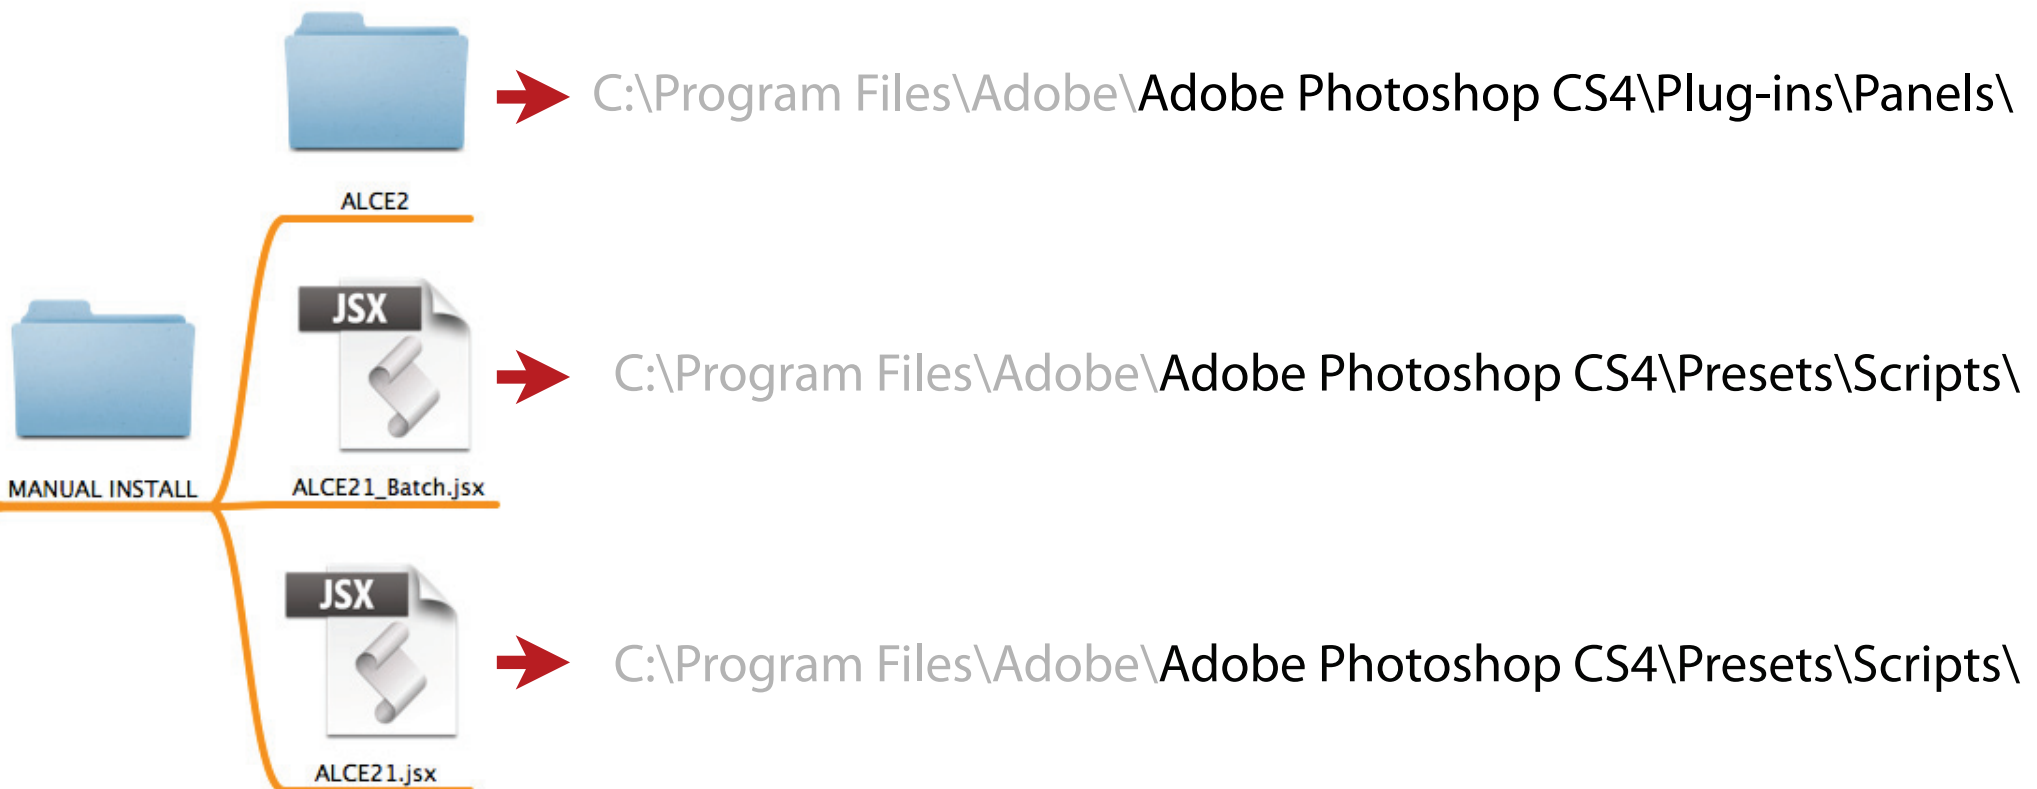 C:\Program Files\Adobe\Adobe Photoshop CS4\Plug-ins\Panels\
ALCE2
JSX
C:\Program Files\Adobe\Adobe Photoshop CS4\Presets\Scripts\
MANUAL INSTALL
ALCE21_Batch.jsx
JSX
C:\Program Files\Adobe\Adobe Photoshop CS4\Presets\Scripts\
ALCE21.jsx